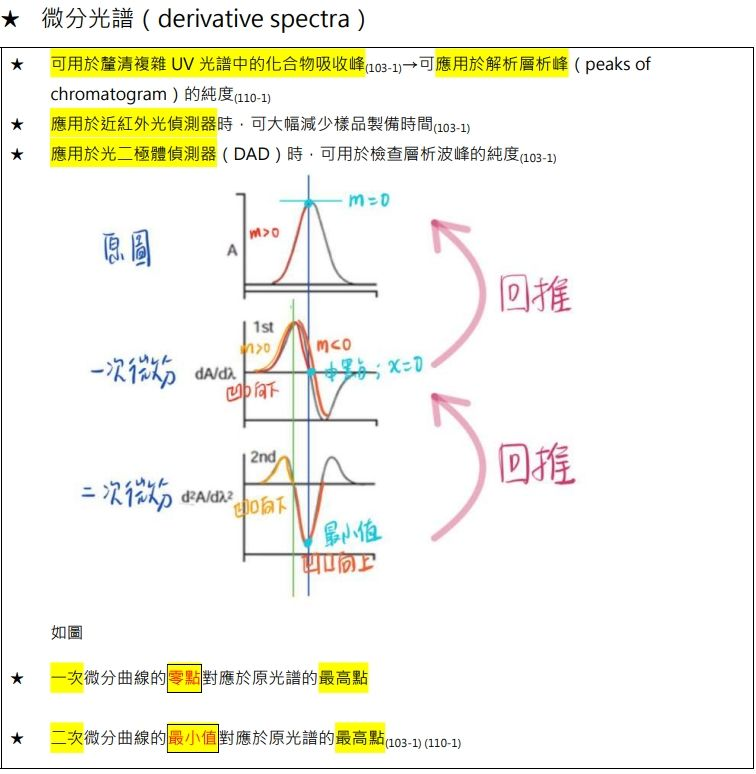 ★ 微分光譜（derivative spectra）
★ 可用於釐清複雜 UV 光譜中的化合物吸收峰(103-1)→可應用於解析層析峰（peaks of
chromatogram）的純度(110-1)
★ 應用於近紅外光偵測器時，可大幅減少樣品製備時間(103-1)
★ 應用於光二極體偵測器（DAD）時，可用於檢查層析波峰的純度(103-1)
m=0
m>0
原圖
A
回推
1st
m>0
m<0
一次微分
dA/dλ
x=0
凹口向下
2nd
回推
二次微分
d²A/dλ²
凹口向下
最小值
凹口向上
如圖
★ 一次微分曲線的零點對應於原光譜的最高點
★ 二次微分曲線的最小值對應於原光譜的最高點(103-1) (110-1)